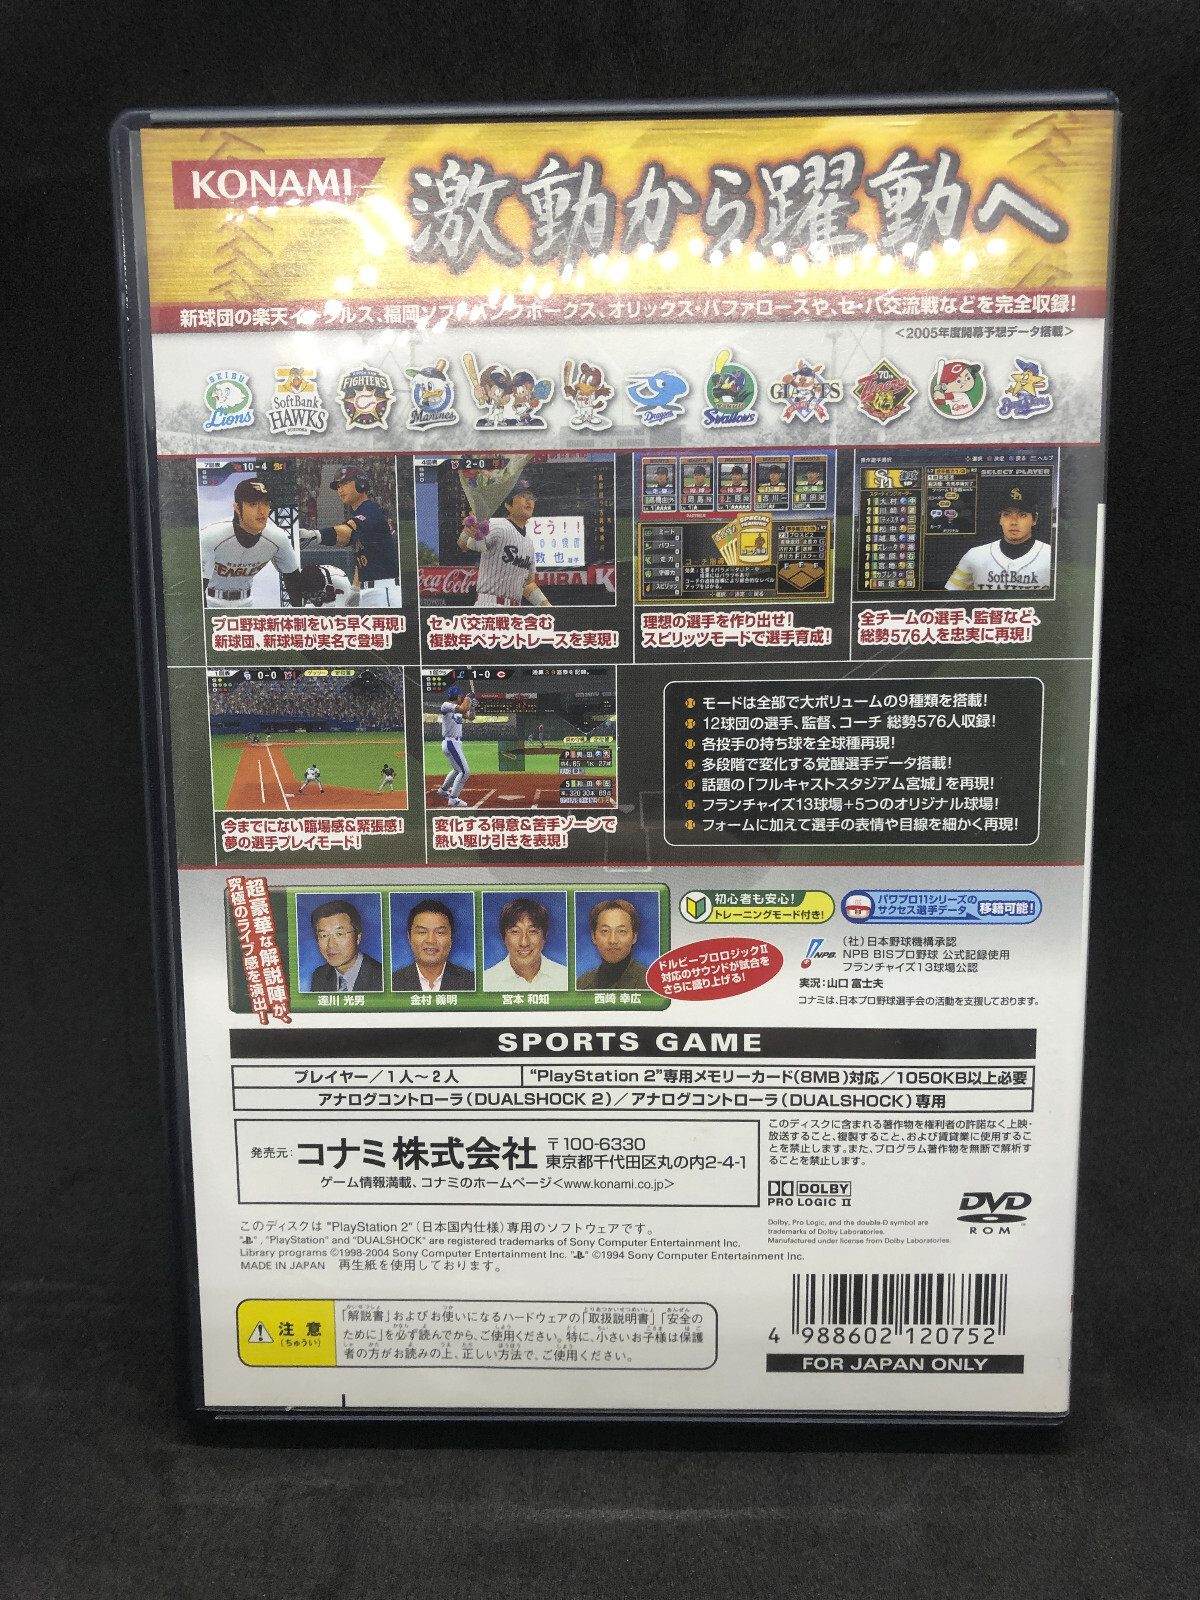 KONAMI
激動から躍動へ
新球団の楽天イーグルス、福岡ソフトバンクホークス、オリックス・バファローズや、セ・パ交流戦などを完全収録!
<2005年度開幕予想データ搭載>
SEIBU Lions
SoftBank HAWKS
FIGHTERS
Marines
Dragons
Swallows
GIANTS
70th Tigers
Carp
7回表 10-4
4回表 2-0
EAGLES
Swallows
とう!!
敦也
Coca-Cola
SPECIAL TRAINING
SELECT PLAYER
SoftBank
HAWKS
プロ野球新体制をいち早く再現!
新球団、新球場が実名で登場!
セ・パ交流戦を含む
複数年ペナントレースを実現!
理想の選手を作り出せ!
スピリッツモードで選手育成!
全チームの選手、監督など、
総勢576人を忠実に再現!
1回表 0-0
1-0
今までにない臨場感&緊張感!
夢の選手プレイモード!
変化する得意&苦手ゾーンで
熱い駆け引きを表現!
モードは全部で大ボリュームの9種類を搭載!
12球団の選手、監督、コーチ 総勢576人収録!
各投手の持ち球を全球種再現!
多段階で変化する覚醒選手データ搭載!
話題の「フルキャストスタジアム宮城」を再現!
フランチャイズ13球場+5つのオリジナル球場!
フォームに加えて選手の表情や目線を細かく再現!
超豪華な解説陣が、
究極のライブ感を演出!
達川 光男
金村 義明
宮本 和知
西崎 幸広
初心者も安心!
トレーニングモード付き!
パワプロ11シリーズの
サクセス選手データ 移籍可能!
ドルビープロロジックII
対応のサウンドが試合を
さらに盛り上げる!
NPB
(社)日本野球機構承認
NPB BISプロ野球 公式記録使用
フランチャイズ13球場公認
実況:山口 富士夫
コナミは、日本プロ野球選手会の活動を支援しております。
SPORTS GAME
プレイヤー/1人~2人
"PlayStation 2"専用メモリーカード(8MB)対応/1050KB以上必要
アナログコントローラ(DUALSHOCK 2)/アナログコントローラ(DUALSHOCK)専用
発売元: コナミ株式会社
〒100-6330
東京都千代田区丸の内2-4-1
ゲーム情報満載、コナミのホームページ<www.konami.co.jp>
このディスクに含まれる著作物を権利者の許諾なく上映・
放送すること、複製すること、および賃貸業に使用するこ
とを禁止します。また、プログラム著作物を無断で解析す
ることを禁止します。
DOLBY
PRO LOGIC II
Dolby, Pro Logic, and the double-D symbol are
trademarks of Dolby Laboratories.
Manufactured under license from Dolby Laboratories.
DVD
ROM
このディスクは "PlayStation 2" (日本国内仕様) 専用のソフトウェアです。
" ", "PlayStation" and "DUALSHOCK" are registered trademarks of Sony Computer Entertainment Inc.
Library programs ©1998-2004 Sony Computer Entertainment Inc. " " ©1994 Sony Computer Entertainment Inc.
MADE IN JAPAN 再生紙を使用しております。
注意
(ちゅうい)
「解説書」およびお使いになるハードウェアの「取扱説明書」「安全の
ために」を必ず読んでから、ご使用ください。特に、小さいお子様は保護
者の方がお読みの上、正しい方法で、ご使用ください。
4 988602 120752
FOR JAPAN ONLY